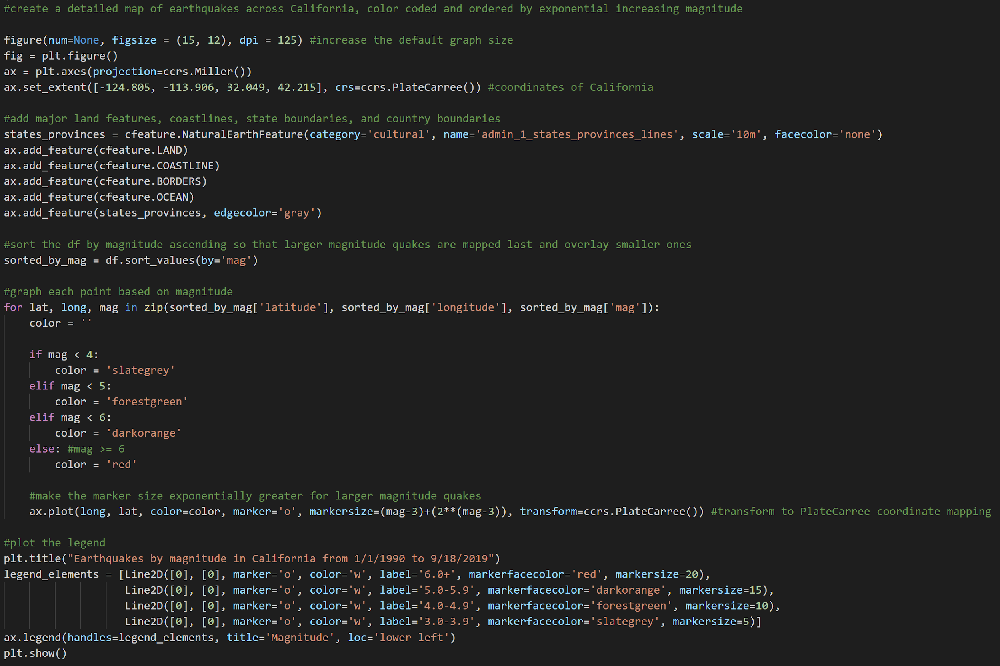 #create a detailed map of earthquakes across California, color coded and ordered by exponential increasing magnitude
figure(num=None, figsize = (15, 12), dpi = 125) #increase the default graph size
fig = plt.figure()
ax = plt.axes(projection=ccrs.Miller())
ax.set_extent([-124.805, -113.906, 32.049, 42.215], crs=ccrs.PlateCarree()) #coordinates of California
#add major land features, coastlines, state boundaries, and country boundaries
states_provinces = cfeature.NaturalEarthFeature(category='cultural', name='admin_1_states_provinces_lines', scale='10m', facecolor='none')
ax.add_feature(cfeature.LAND)
ax.add_feature(cfeature.COASTLINE)
ax.add_feature(cfeature.BORDERS)
ax.add_feature(cfeature.OCEAN)
ax.add_feature(states_provinces, edgecolor='gray')
#sort the df by magnitude ascending so that larger magnitude quakes are mapped last and overlay smaller ones
sorted_by_mag = df.sort_values(by='mag')
#graph each point based on magnitude
for lat, long, mag in zip(sorted_by_mag['latitude'], sorted_by_mag['longitude'], sorted_by_mag['mag']):
    color = ''
    if mag < 4:
        color = 'slategrey'
    elif mag < 5:
        color = 'forestgreen'
    elif mag < 6:
        color = 'darkorange'
    else: #mag >= 6
        color = 'red'
    #make the marker size exponentially greater for larger magnitude quakes
    ax.plot(long, lat, color=color, marker='o', markersize=(mag-3)+(2**(mag-3)), transform=ccrs.PlateCarree()) #transform to PlateCarree coordinate mapping
#plot the legend
plt.title("Earthquakes by magnitude in California from 1/1/1990 to 9/18/2019")
legend_elements = [Line2D([0], [0], marker='o', color='w', label='6.0+', markerfacecolor='red', markersize=20),
                   Line2D([0], [0], marker='o', color='w', label='5.0-5.9', markerfacecolor='darkorange', markersize=15),
                   Line2D([0], [0], marker='o', color='w', label='4.0-4.9', markerfacecolor='forestgreen', markersize=10),
                   Line2D([0], [0], marker='o', color='w', label='3.0-3.9', markerfacecolor='slategrey', markersize=5)]
ax.legend(handles=legend_elements, title='Magnitude', loc='lower left')
plt.show()